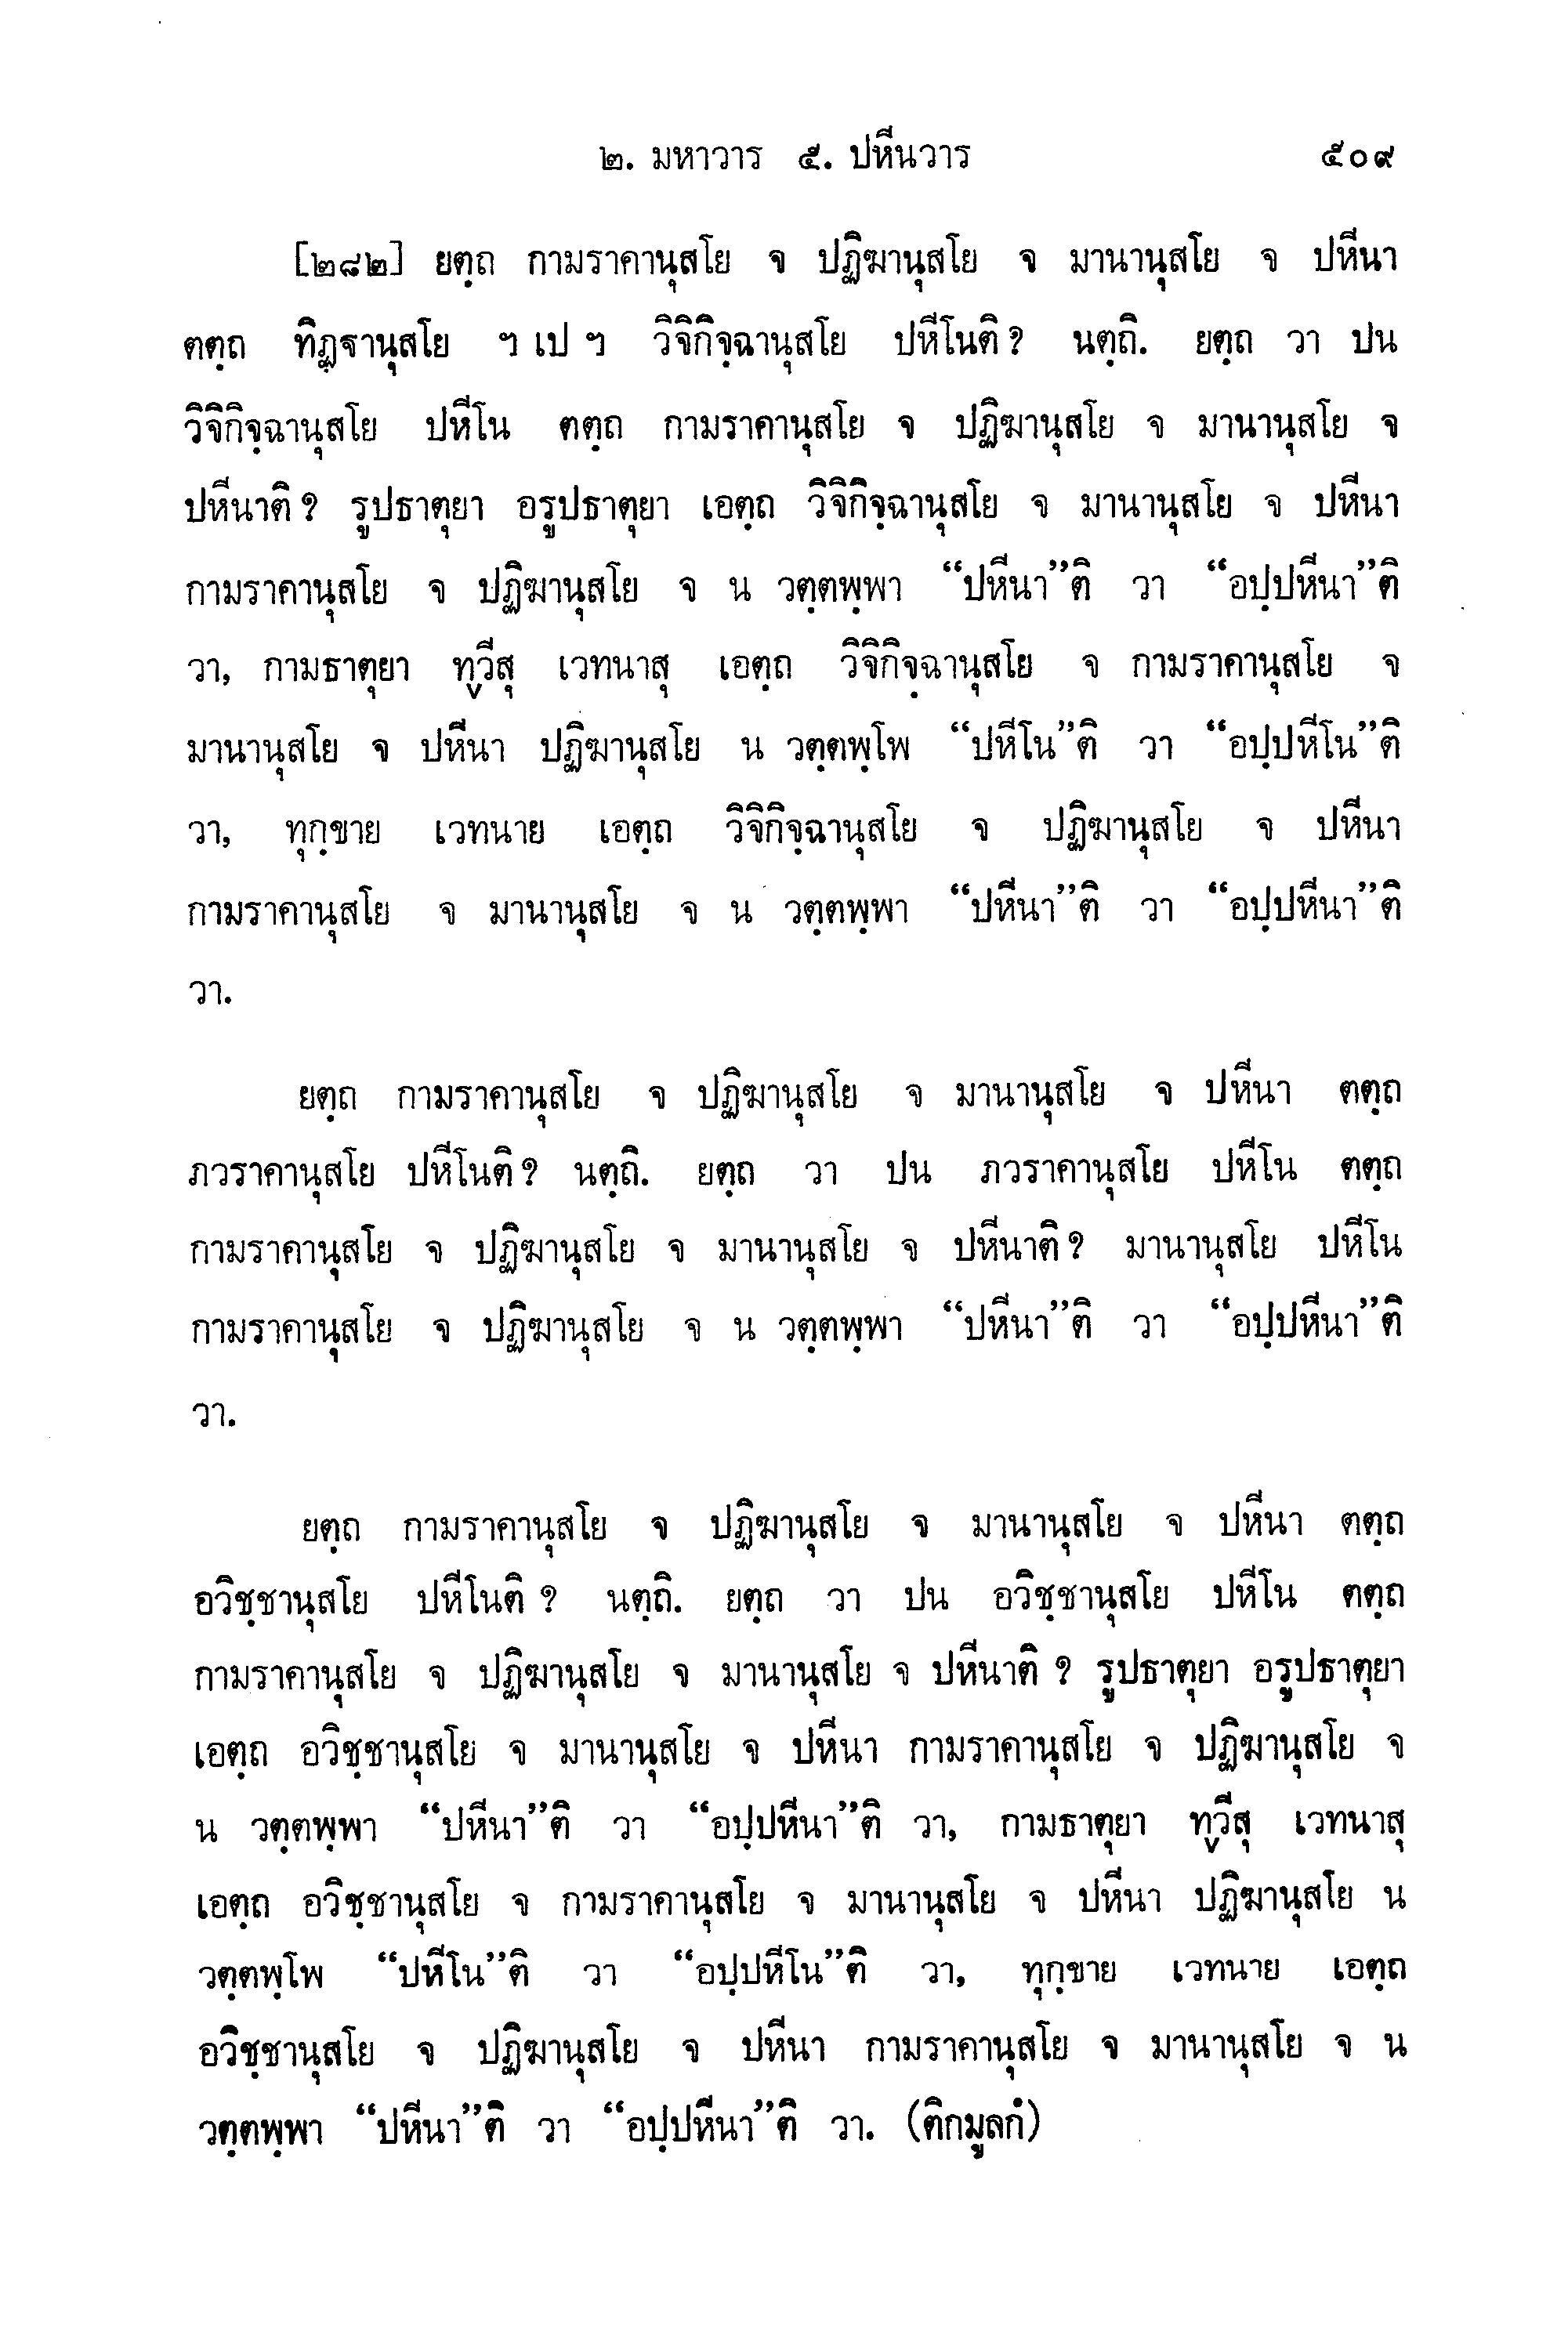 ๒. มหาวาร ๕. ปหีนวาร ๕๐๙
[๒๘๒] ยตฺถ กามราคานุสโย จ ปฏิฆานุสโย จ มานานุสโย จ ปหีนา
ตตฺถ ทิฏฺฐานุสโย ฯ เป ฯ วิจิกิจฺฉานุสโย ปหีโนติ ? นตฺถิ. ยตฺถ วา ปน
วิจิกิจฺฉานุสโย ปหีโน ตตฺถ กามราคานุสโย จ ปฏิฆานุสโย จ มานานุสโย จ
ปหีนาติ ? รูปธาตุยา อรูปธาตุยา เอตฺถ วิจิกิจฺฉานุสโย จ มานานุสโย จ ปหีนา
กามราคานุสโย จ ปฏิฆานุสโย จ น วตฺตพฺพา “ปหีนา”ติ วา “อปฺปหีนา”ติ
วา, กามธาตุยา ทฺวีสุ เวทนาสุ เอตฺถ วิจิกิจฺฉานุสโย จ กามราคานุสโย จ
มานานุสโย จ ปหีนา ปฏิฆานุสโย น วตฺตพฺโพ “ปหีโน”ติ วา “อปฺปหีโน”ติ
วา, ทุกฺขาย เวทนาย เอตฺถ วิจิกิจฺฉานุสโย จ ปฏิฆานุสโย จ ปหีนา
กามราคานุสโย จ มานานุสโย จ น วตฺตพฺพา “ปหีนา”ติ วา “อปฺปหีนา”ติ
วา.
ยตฺถ กามราคานุสโย จ ปฏิฆานุสโย จ มานานุสโย จ ปหีนา ตตฺถ
ภวราคานุสโย ปหีโนติ ? นตฺถิ. ยตฺถ วา ปน ภวราคานุสโย ปหีโน ตตฺถ
กามราคานุสโย จ ปฏิฆานุสโย จ มานานุสโย จ ปหีนาติ ? มานานุสโย ปหีโน
กามราคานุสโย จ ปฏิฆานุสโย จ น วตฺตพฺพา “ปหีนา”ติ วา “อปฺปหีนา”ติ
วา.
ยตฺถ กามราคานุสโย จ ปฏิฆานุสโย จ มานานุสโย จ ปหีนา ตตฺถ
อวิชฺชานุสโย ปหีโนติ ? นตฺถิ. ยตฺถ วา ปน อวิชฺชานุสโย ปหีโน ตตฺถ
กามราคานุสโย จ ปฏิฆานุสโย จ มานานุสโย จ ปหีนาติ ? รูปธาตุยา อรูปธาตุยา
เอตฺถ อวิชฺชานุสโย จ มานานุสโย จ ปหีนา กามราคานุสโย จ ปฏิฆานุสโย จ
น วตฺตพฺพา “ปหีนา”ติ วา “อปฺปหีนา”ติ วา, กามธาตุยา ทฺวีสุ เวทนาสุ
เอตฺถ อวิชฺชานุสโย จ กามราคานุสโย จ มานานุสโย จ ปหีนา ปฏิฆานุสโย น
วตฺตพฺโพ “ปหีโน”ติ วา “อปฺปหีโน”ติ วา, ทุกฺขาย เวทนาย เอตฺถ
อวิชฺชานุสโย จ ปฏิฆานุสโย จ ปหีนา กามราคานุสโย จ มานานุสโย จ น
วตฺตพฺพา “ปหีนา”ติ วา “อปฺปหีนา”ติ วา. (ติกมูลกํ)